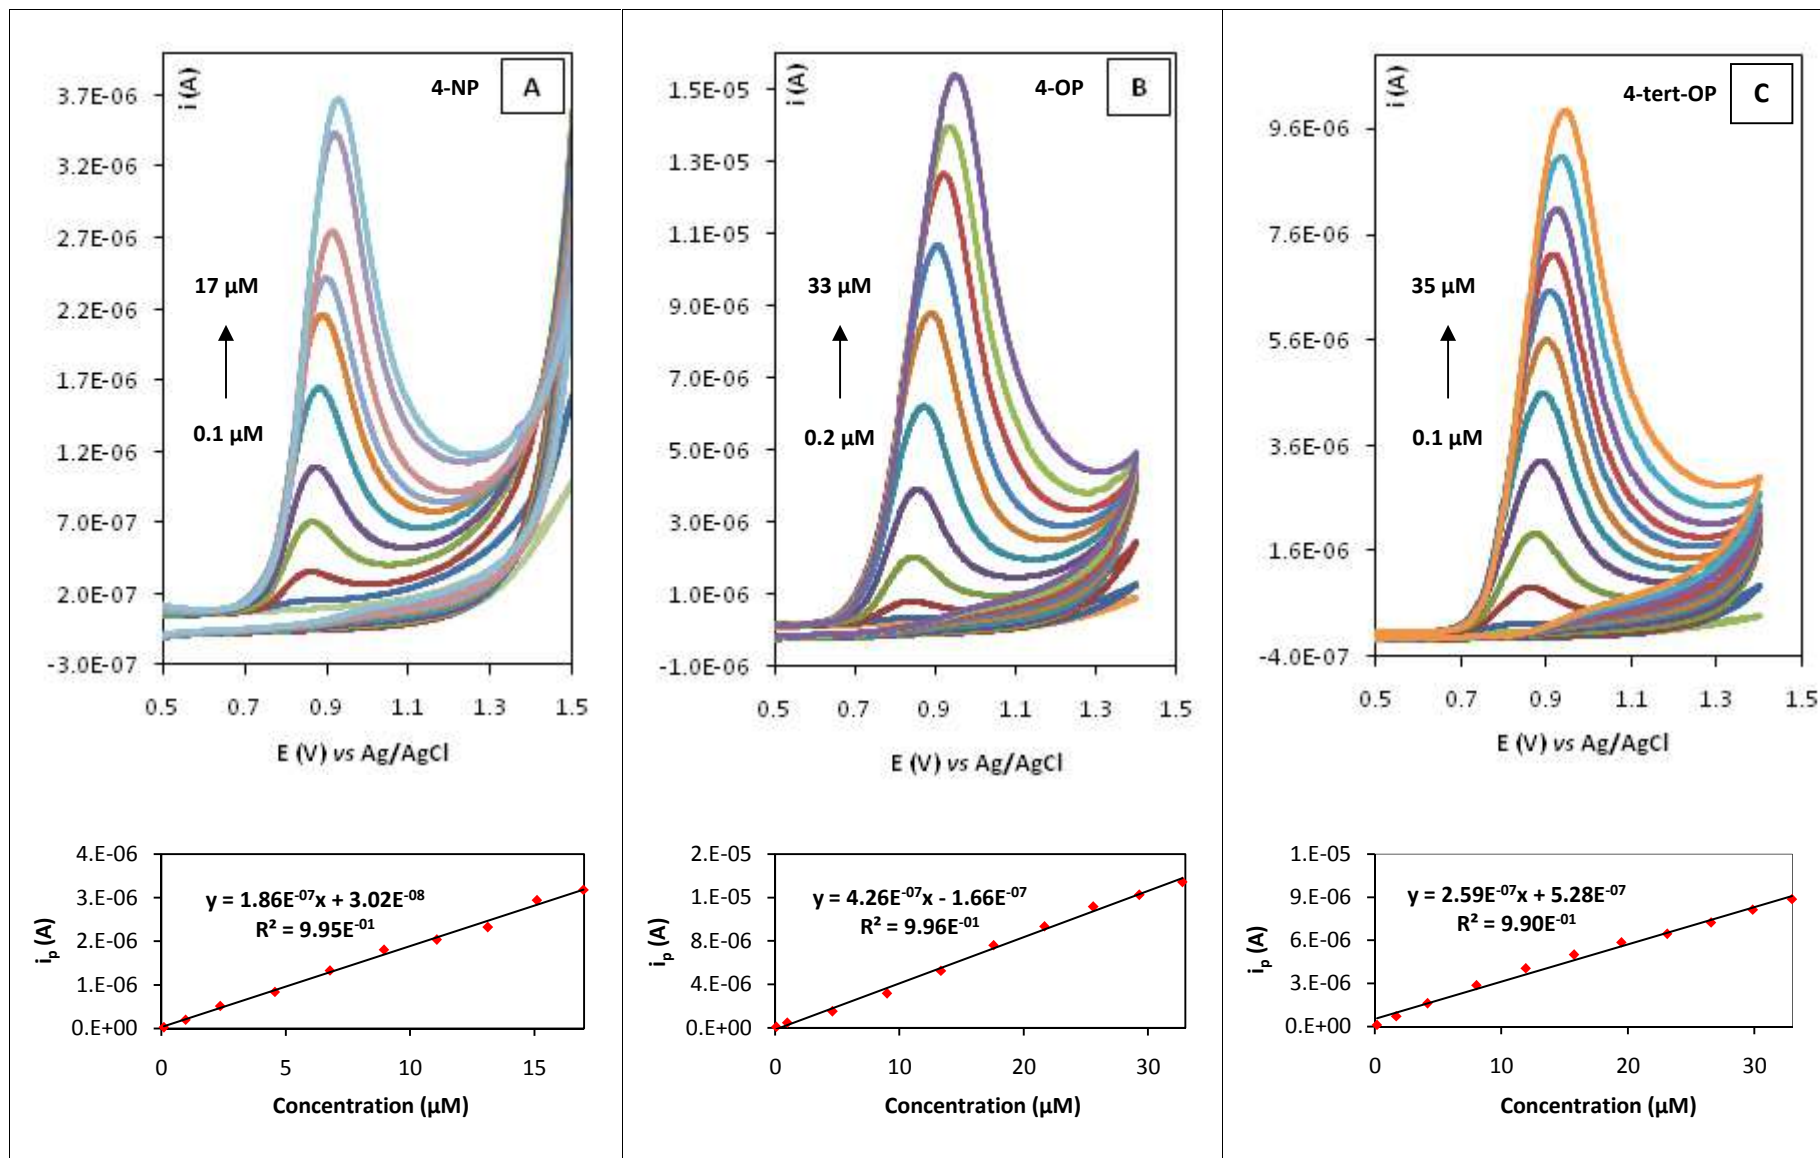 i (A)
4-NP
A
3.7E-06
3.2E-06
2.7E-06
2.2E-06
1.7E-06
1.2E-06
7.0E-07
2.0E-07
-3.0E-07
17 µM
0.1 µM
0.5 0.7 0.9 1.1 1.3 1.5
E (V) vs Ag/AgCl
i (A)
4-OP
B
1.5E-05
1.3E-05
1.1E-05
9.0E-06
7.0E-06
5.0E-06
3.0E-06
1.0E-06
-1.0E-06
33 µM
0.2 µM
0.5 0.7 0.9 1.1 1.3 1.5
E (V) vs Ag/AgCl
i (A)
4-tert-OP
C
9.6E-06
7.6E-06
5.6E-06
3.6E-06
1.6E-06
-4.0E-07
35 µM
0.1 µM
0.5 0.7 0.9 1.1 1.3 1.5
E (V) vs Ag/AgCl
4.E-06
3.E-06
2.E-06
1.E-06
0.E+00
i_p (A)
y = 1.86E⁻⁰⁷x + 3.02E⁻⁰⁸
R² = 9.95E⁻⁰¹
0 5 10 15
Concentration (µM)
2.E-05
1.E-05
8.E-06
4.E-06
0.E+00
i_p (A)
y = 4.26E⁻⁰⁷x - 1.66E⁻⁰⁷
R² = 9.96E⁻⁰¹
0 10 20 30
Concentration (µM)
1.E-05
9.E-06
6.E-06
3.E-06
0.E+00
i_p (A)
y = 2.59E⁻⁰⁷x + 5.28E⁻⁰⁷
R² = 9.90E⁻⁰¹
0 10 20 30
Concentration (µM)